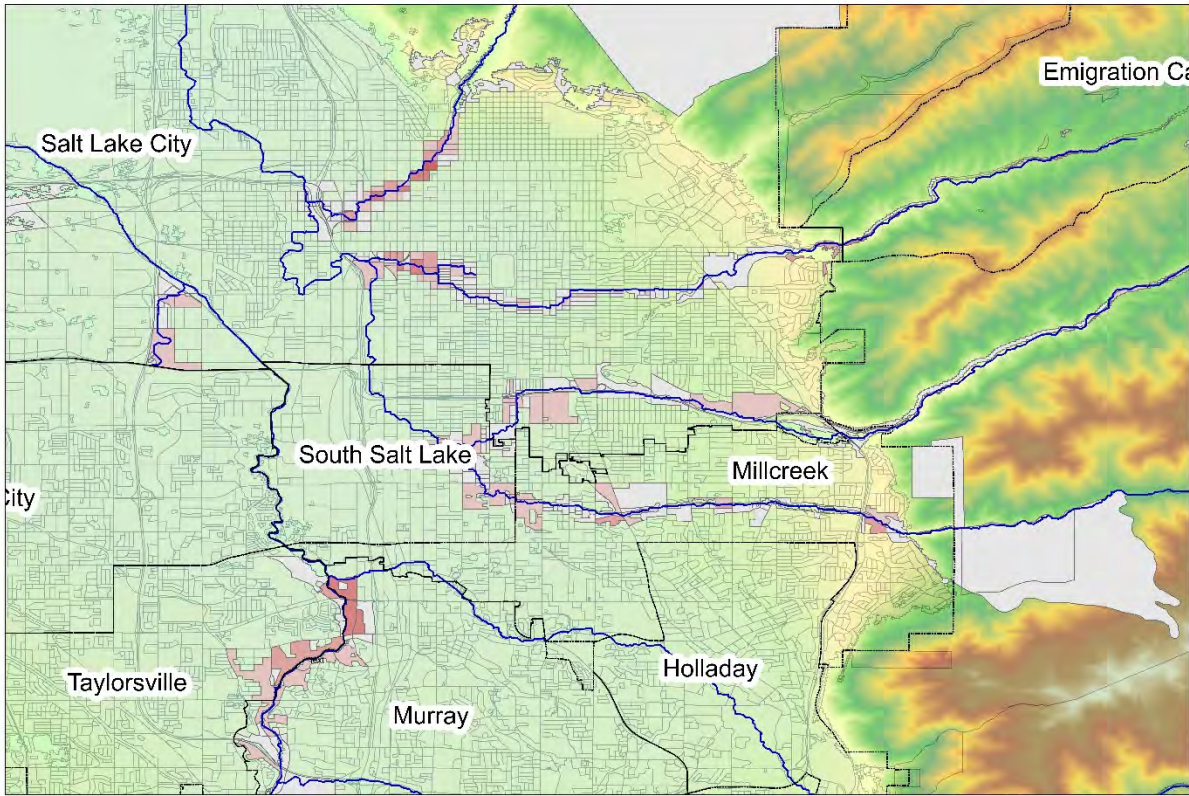 Emigration Ca
Salt Lake City
South Salt Lake
Millcreek
City
Taylorsville
Holladay
Murray